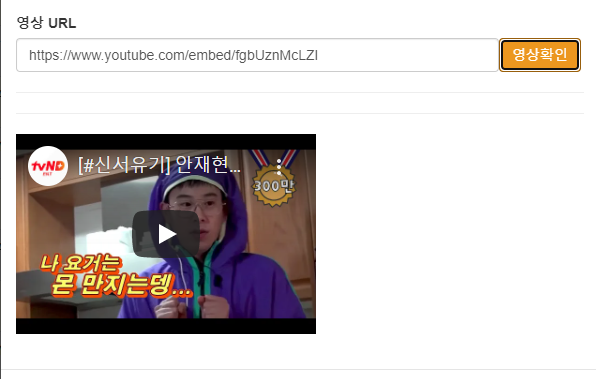 영상 URL
https://www.youtube.com/embed/fgbUznMcLZI
영상확인
tvND
[#신서유기] 안재현...
300만
나 요거는
몬 만지는뎅...